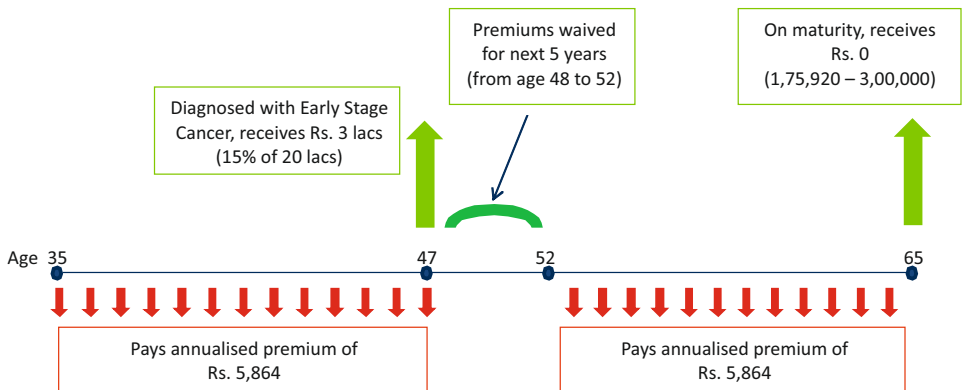 Premiums waived
for next 5 years
(from age 48 to 52)
On maturity, receives
Rs. 0
(1,75,920 – 3,00,000)
Diagnosed with Early Stage
Cancer, receives Rs. 3 lacs
(15% of 20 lacs)
Age 35 47 52 65
Pays annualised premium of
Rs. 5,864
Pays annualised premium of
Rs. 5,864